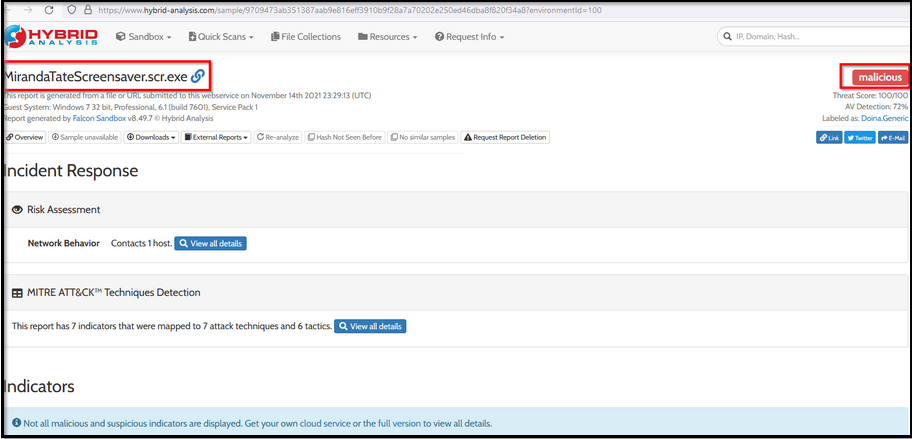 https://www.hybrid-analysis.com/sample/9709473ab351387aab9e816eff3910b9f28a7a70202e250ed46dba8f820f34a8?environmentId=100
HYBRID ANALYSIS
Sandbox
Quick Scans
File Collections
Resources
Request Info
IP, Domain, Hash...
MirandaTateScreensaver.scr.exe
malicious
This report is generated from a file or URL submitted to this webservice on November 14th 2021 23:29:13 (UTC)
Threat Score: 100/100
Guest System: Windows 7 32 bit, Professional, 6.1 (build 7601), Service Pack 1
AV Detection: 72%
Report generated by Falcon Sandbox v8.49.7 © Hybrid Analysis
Labeled as: Doina.Generic
Overview
Sample unavailable
Downloads
External Reports
Re-analyze
Hash Not Seen Before
No similar samples
Request Report Deletion
Link
Twitter
E-Mail
Incident Response
Risk Assessment
Network Behavior Contacts 1 host. View all details
MITRE ATT&CK™ Techniques Detection
This report has 7 indicators that were mapped to 7 attack techniques and 6 tactics. View all details
Indicators
Not all malicious and suspicious indicators are displayed. Get your own cloud service or the full version to view all details.